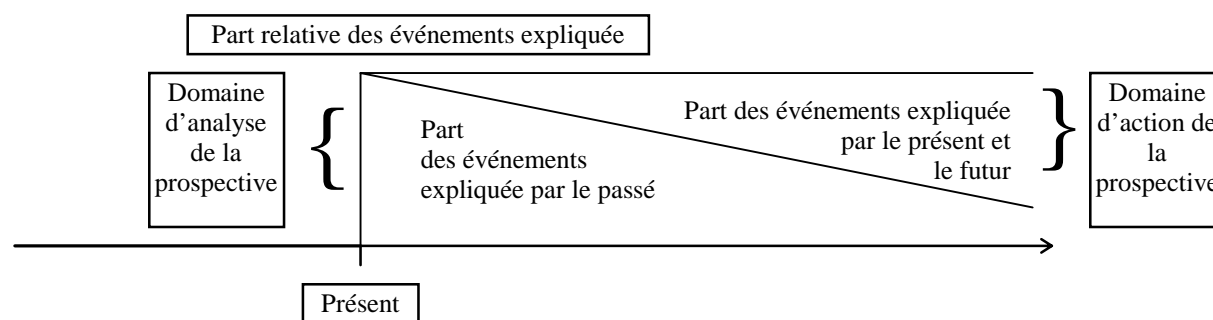 Part relative des événements expliquée
Domaine
d’analyse
de la
prospective
Part
des événements
expliquée par le passé
Part des événements expliquée
par le présent et
le futur
Domaine
d’action de
la
prospective
Présent